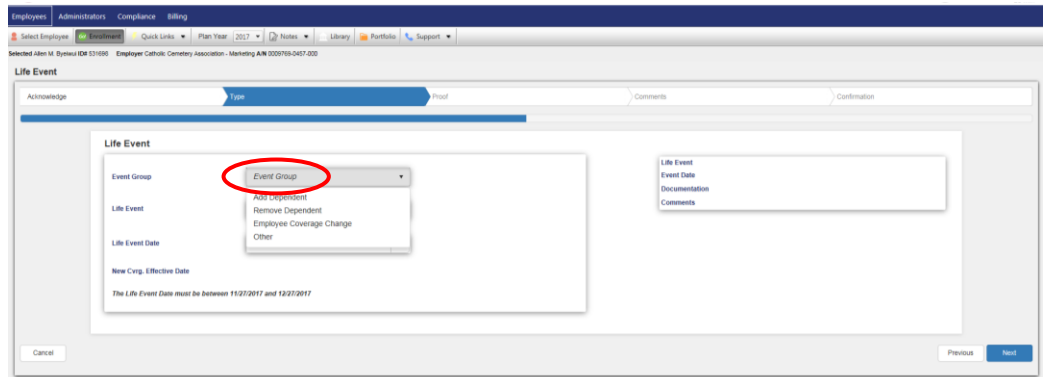 Employees Administrators Compliance Billing
Select Employee Enrollment Quick Links Plan Year 2017 Notes Library Portfolio Support
Selected Allen M. Byelwui ID# 531696 Employer Catholic Cemetery Association - Marketing A/N 0009769-0457-000
Life Event
Acknowledge Type Proof Comments Confirmation
Life Event
Event Group Event Group
Add Dependent
Remove Dependent
Employee Coverage Change
Other
Life Event
Life Event Date
New Cvrg. Effective Date
The Life Event Date must be between 11/27/2017 and 12/27/2017
Life Event
Event Date
Documentation
Comments
Cancel Previous Next